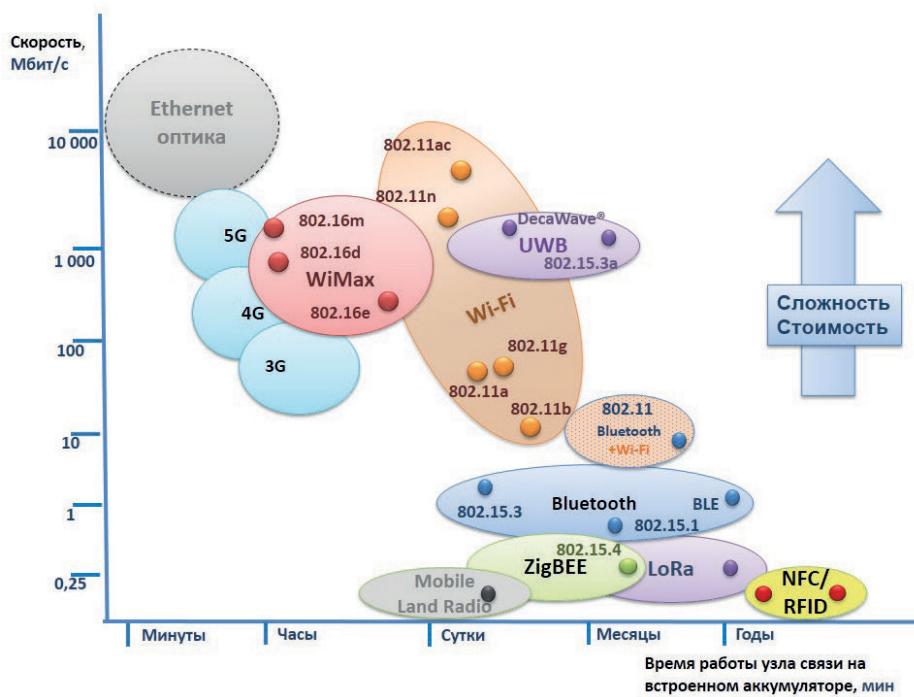 Скорость,
Мбит/с
Ethernet
оптика
10 000
802.11ac
802.11n
DecaWave®
UWB
802.15.3a
5G
802.16m
802.16d
WiMax
802.16e
1 000
4G
Wi-Fi
Сложность
Стоимость
100
3G
802.11g
802.11a
802.11b
802.11
Bluetooth
+Wi-Fi
10
Bluetooth
BLE
802.15.3
802.15.1
1
802.15.4
ZigBEE
LoRa
0,25
Mobile
Land Radio
NFC/
RFID
Минуты
Часы
Сутки
Месяцы
Годы
Время работы узла связи на
встроенном аккумуляторе, мин